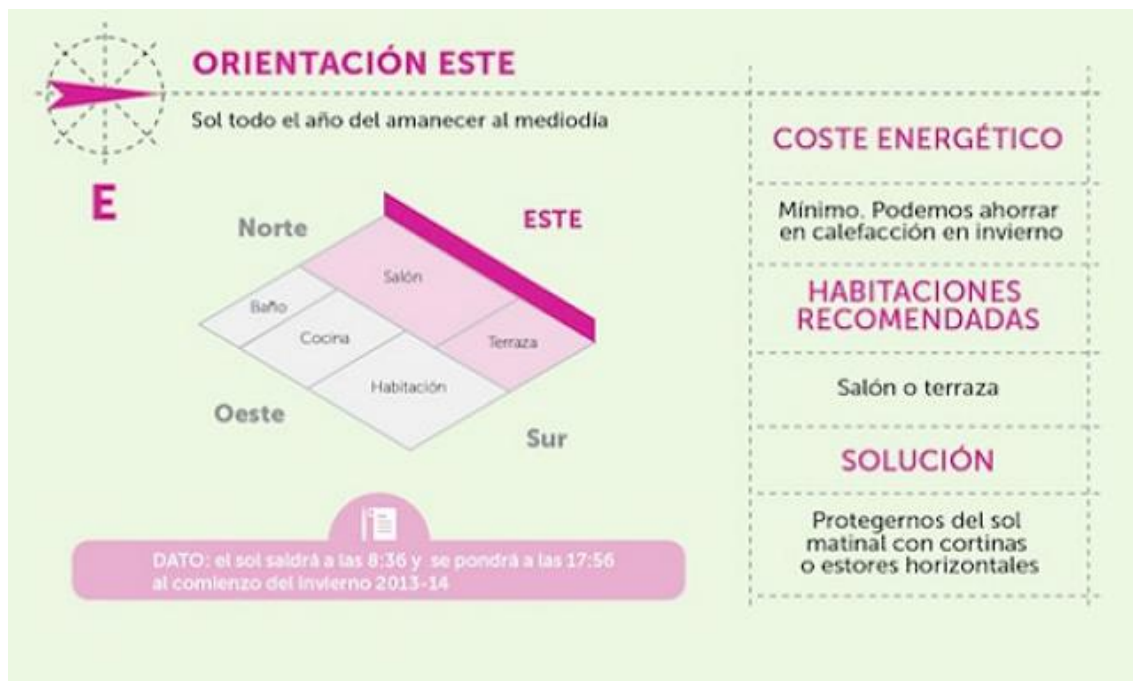 ORIENTACIÓN ESTE
Sol todo el año del amanecer al mediodía
E
Norte
ESTE
Salón
Baño
Cocina
Terraza
Habitación
Oeste
Sur
DATO: el sol saldrá a las 8:36 y se pondrá a las 17:56
al comienzo del invierno 2013-14
COSTE ENERGÉTICO
Mínimo. Podemos ahorrar
en calefacción en invierno
HABITACIONES
RECOMENDADAS
Salón o terraza
SOLUCIÓN
Protegernos del sol
matinal con cortinas
o estores horizontales